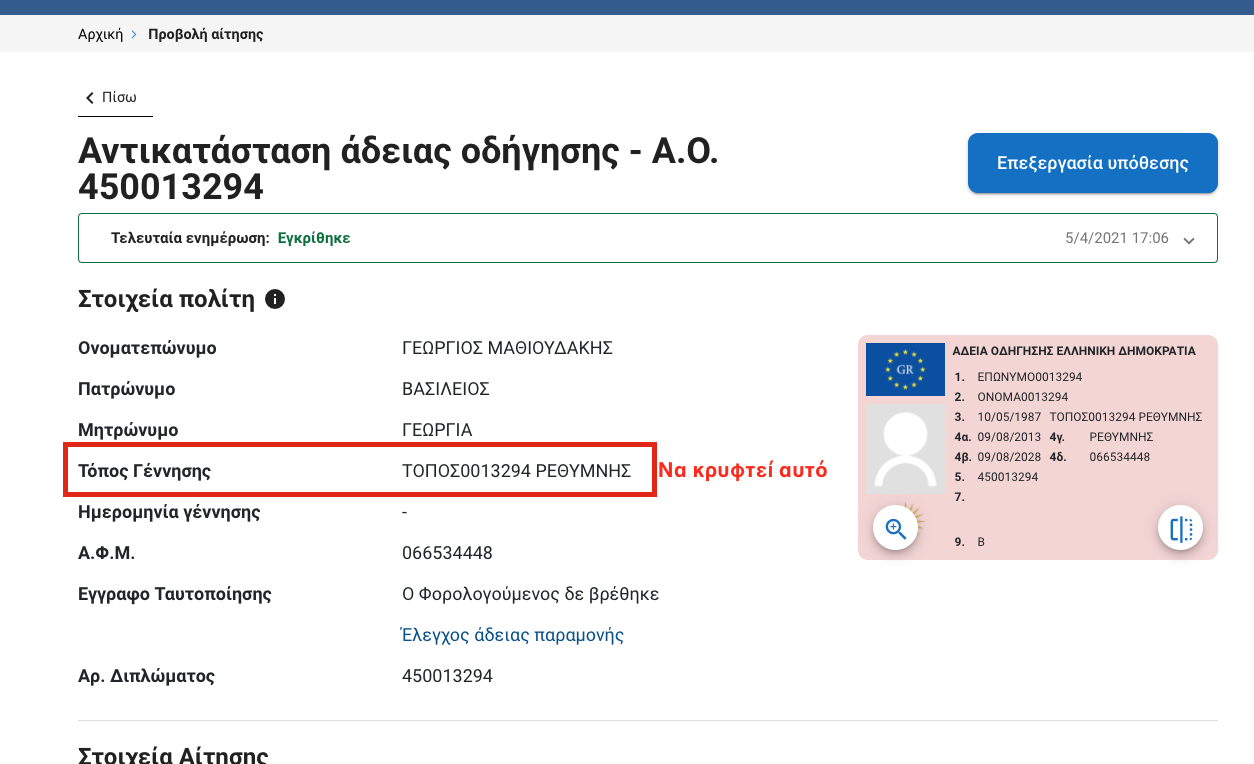 Αρχική > Προβολή αίτησης
Πίσω
Αντικατάσταση άδειας οδήγησης - Α.Ο.
450013294
Επεξεργασία υπόθεσης
Τελευταία ενημέρωση: Εγκρίθηκε 5/4/2021 17:06
Στοιχεία πολίτη
Ονοματεπώνυμο ΓΕΩΡΓΙΟΣ ΜΑΘΙΟΥΔΑΚΗΣ
Πατρώνυμο ΒΑΣΙΛΕΙΟΣ
Μητρώνυμο ΓΕΩΡΓΙΑ
Τόπος Γέννησης ΤΟΠΟΣ0013294 ΡΕΘΥΜΝΗΣ Να κρυφτεί αυτό
Ημερομηνία γέννησης -
Α.Φ.Μ. 066534448
Εγγραφο Ταυτοποίησης Ο Φορολογούμενος δε βρέθηκε
Έλεγχος άδειας παραμονής
Αρ. Διπλώματος 450013294
GR
ΑΔΕΙΑ ΟΔΗΓΗΣΗΣ ΕΛΛΗΝΙΚΗ ΔΗΜΟΚΡΑΤΙΑ
1. ΕΠΩΝΥΜΟ0013294
2. ΟΝΟΜΑ0013294
3. 10/05/1987 ΤΟΠΟΣ0013294 ΡΕΘΥΜΝΗΣ
4α. 09/08/2013 4γ. ΡΕΘΥΜΝΗΣ
4β. 09/08/2028 4δ. 066534448
5. 450013294
7.
9. B
Στοιχεία Αίτησης